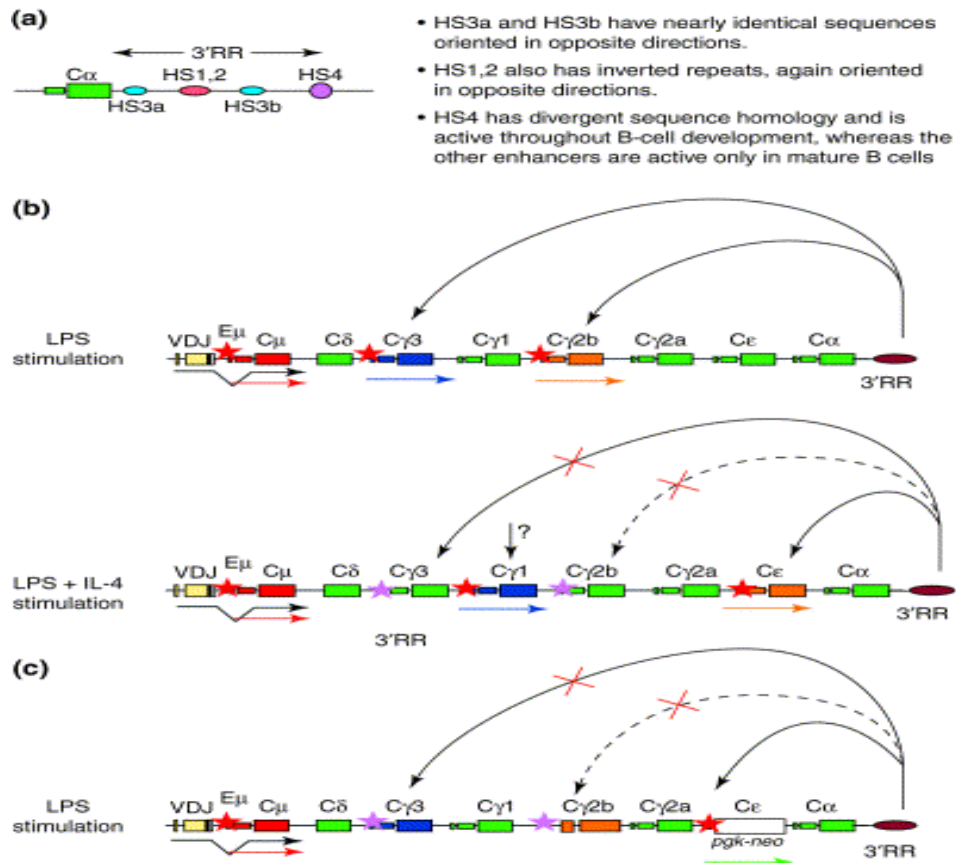 (a)
3'RR
Cα HS1,2 HS4
HS3a HS3b
• HS3a and HS3b have nearly identical sequences
oriented in opposite directions.
• HS1,2 also has inverted repeats, again oriented
in opposite directions.
• HS4 has divergent sequence homology and is
active throughout B-cell development, whereas the
other enhancers are active only in mature B cells
(b)
LPS
stimulation
VDJ Eμ Cμ Cδ Cγ3 Cγ1 Cγ2b Cγ2a Cε Cα
3'RR
?
LPS + IL-4
stimulation
VDJ Eμ Cμ Cδ Cγ3 Cγ1 Cγ2b Cγ2a Cε Cα
3'RR
3'RR
(c)
LPS
stimulation
VDJ Eμ Cμ Cδ Cγ3 Cγ1 Cγ2b Cγ2a Cε Cα
pgk-neo
3'RR